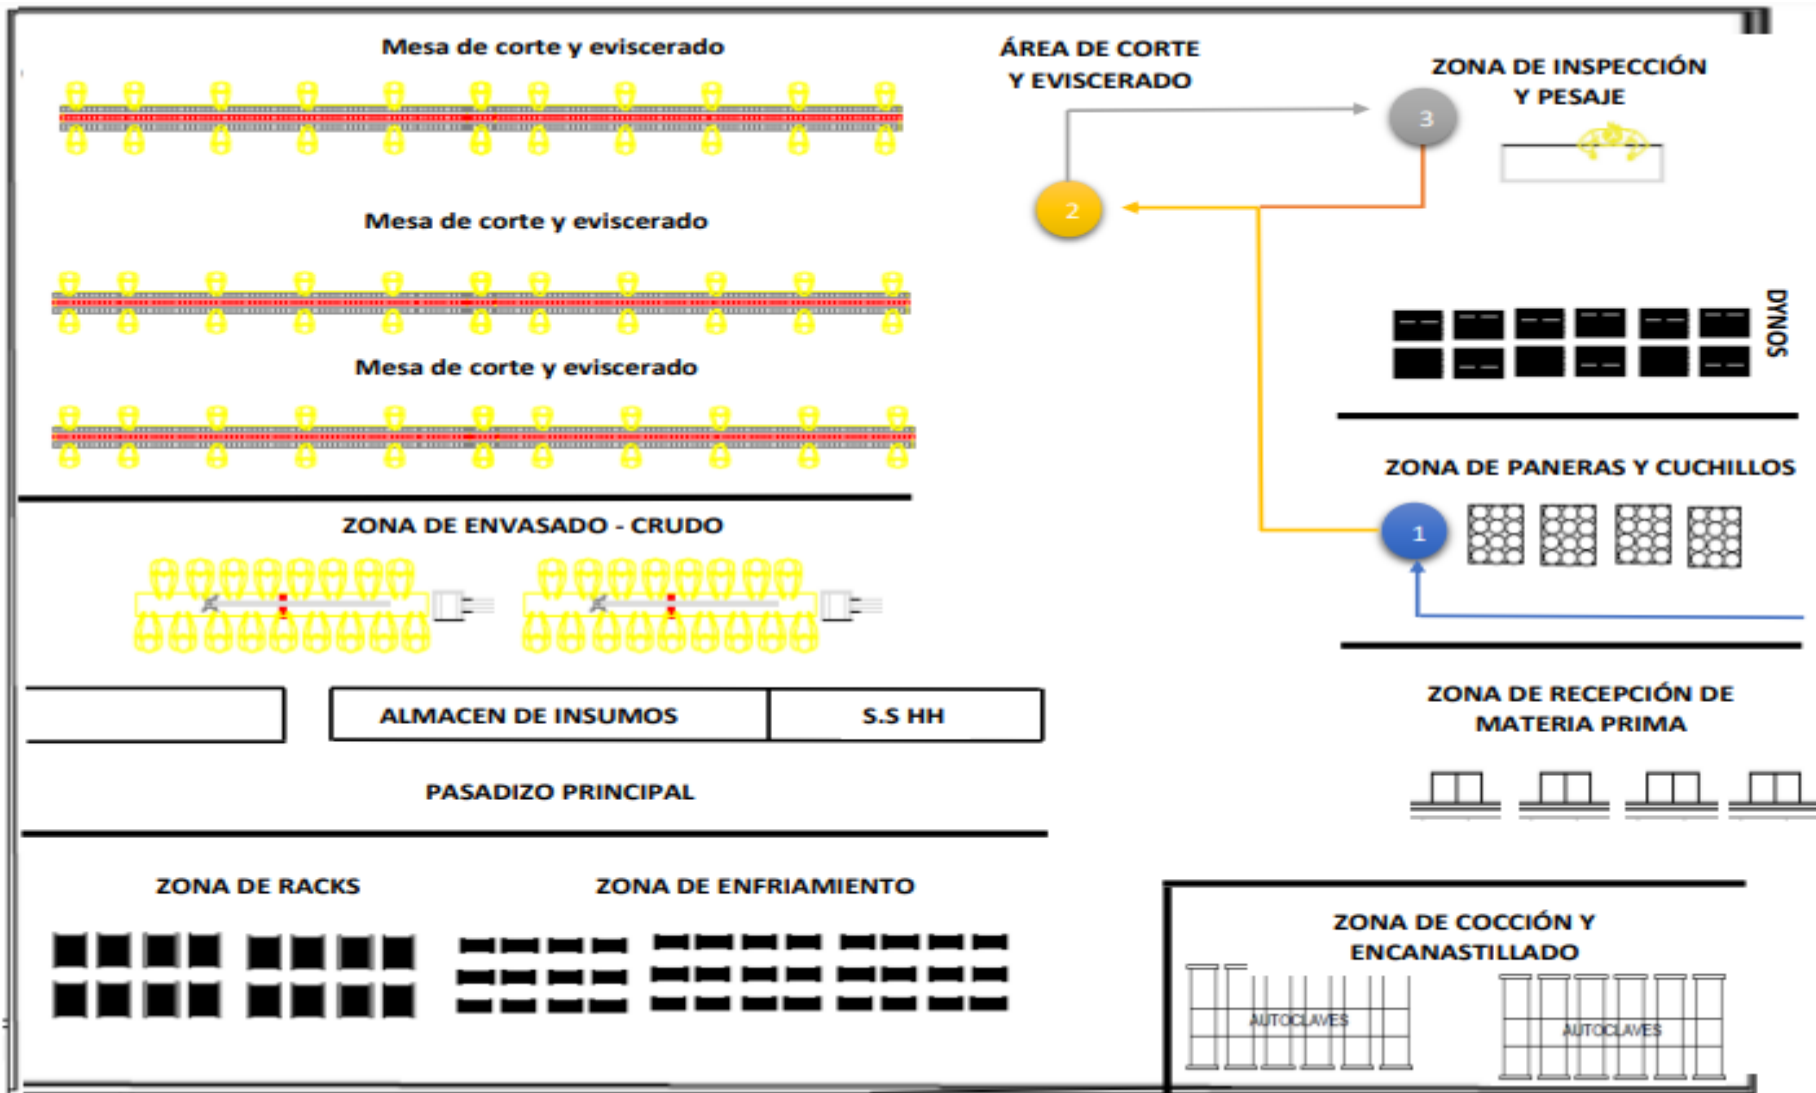 Mesa de corte y eviscerado
ÁREA DE CORTE
Y EVISCERADO
ZONA DE INSPECCIÓN
Y PESAJE
3
2
Mesa de corte y eviscerado
DYNOS
Mesa de corte y eviscerado
ZONA DE PANERAS Y CUCHILLOS
ZONA DE ENVASADO - CRUDO
1
ZONA DE RECEPCIÓN DE
MATERIA PRIMA
ALMACEN DE INSUMOS
S.S HH
PASADIZO PRINCIPAL
ZONA DE RACKS
ZONA DE ENFRIAMIENTO
ZONA DE COCCIÓN Y
ENCANASTILLADO
AUTOCLAVES
AUTOCLAVES